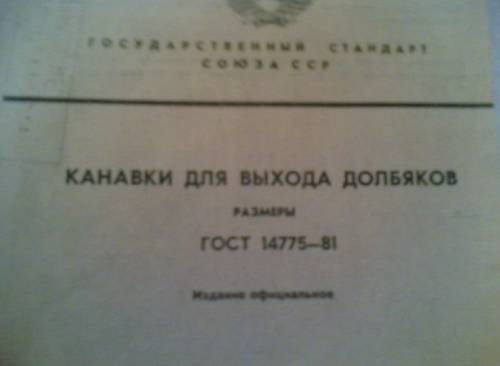 ГОСУДАРСТВЕННЫЙ СТАНДАРТ
СОЮЗА ССР
КАНАВКИ ДЛЯ ВЫХОДА ДОЛБЯКОВ
РАЗМЕРЫ
ГОСТ 14775—81
Издание официальное